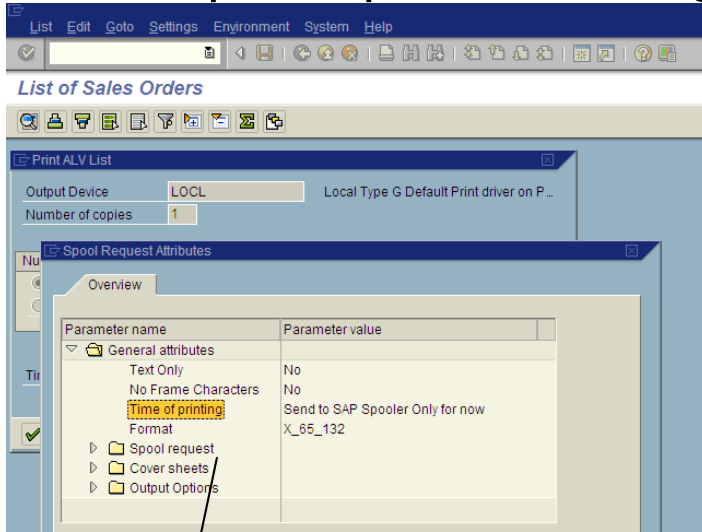 List Edit Goto Settings Environment System Help
List of Sales Orders
Print ALV List
Output Device LOCL Local Type G Default Print driver on P...
Number of copies 1
Spool Request Attributes
Nu
Overview
Parameter name Parameter value
General attributes
Text Only No
No Frame Characters No
Time of printing Send to SAP Spooler Only for now
Format X_65_132
Spool request
Cover sheets
Output Options